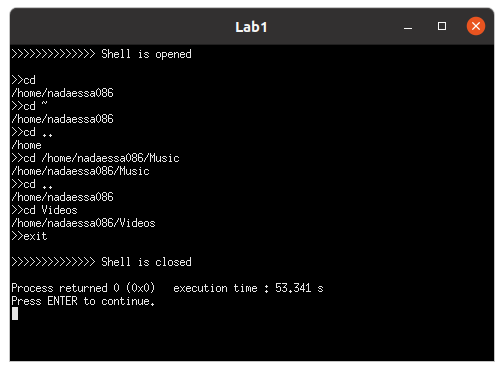 Lab1
>>>>>>>>>>>>>> Shell is opened
>>cd
/home/nadaessa086
>>cd ~
/home/nadaessa086
>>cd ..
/home
>>cd /home/nadaessa086/Music
/home/nadaessa086/Music
>>cd ..
/home/nadaessa086
>>cd Videos
/home/nadaessa086/Videos
>>exit
>>>>>>>>>>>>>> Shell is closed
Process returned 0 (0x0)   execution time : 53.341 s
Press ENTER to continue.